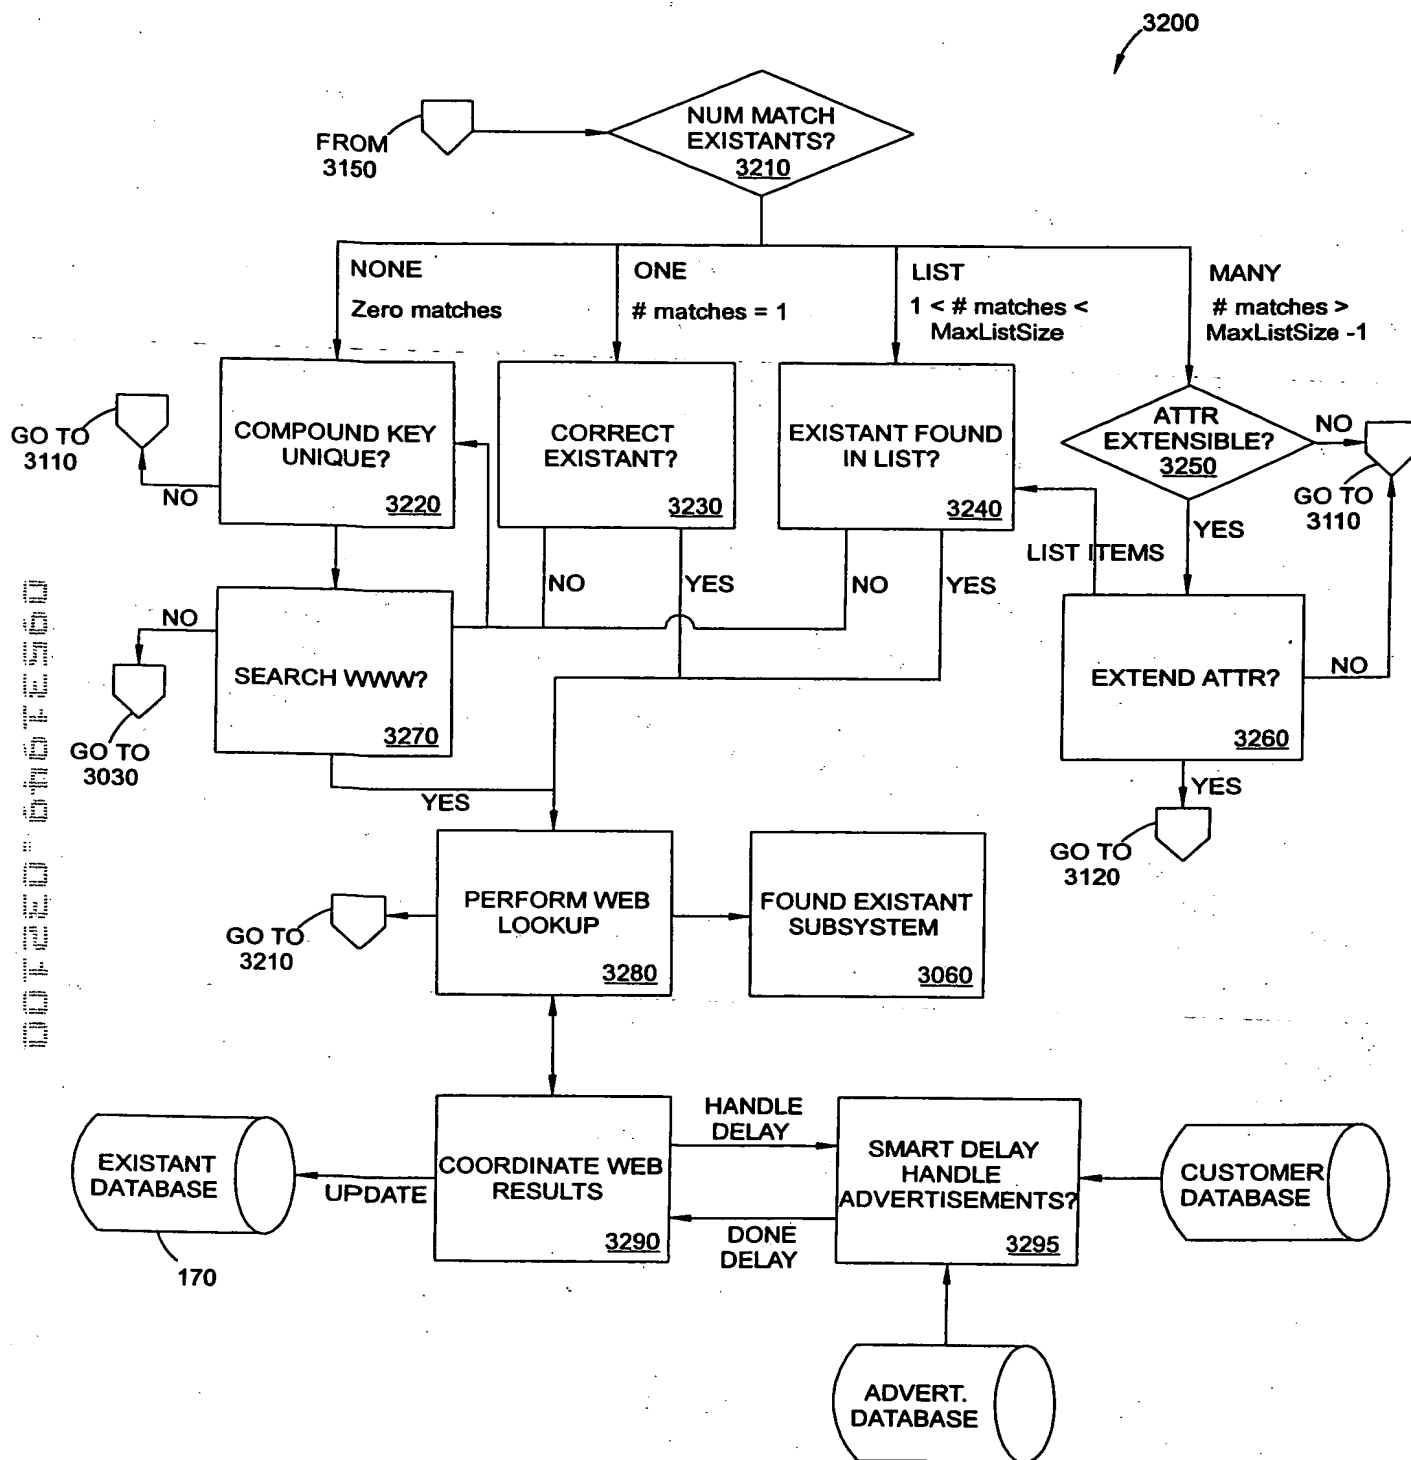 3200
NUM MATCH
EXISTANTS?
3210
FROM
3150
NONE
Zero matches
ONE
# matches = 1
LIST
1 < # matches <
MaxListSize
MANY
# matches >
MaxListSize -1
GO TO
3110
NO
COMPOUND KEY
UNIQUE?
3220
CORRECT
EXISTANT?
3230
EXISTANT FOUND
IN LIST?
3240
ATTR
EXTENSIBLE?
3250
NO
GO TO
3110
YES
LIST ITEMS
NO
YES
NO
YES
NO
SEARCH WWW?
3270
GO TO
3030
EXTEND ATTR?
3260
NO
YES
YES
GO TO
3120
PERFORM WEB
LOOKUP
3280
FOUND EXISTANT
SUBSYSTEM
3060
GO TO
3210
EXISTANT
DATABASE
170
UPDATE
COORDINATE WEB
RESULTS
3290
HANDLE
DELAY
DONE
DELAY
SMART DELAY
HANDLE
ADVERTISEMENTS?
3295
CUSTOMER
DATABASE
ADVERT.
DATABASE
09531949.032100